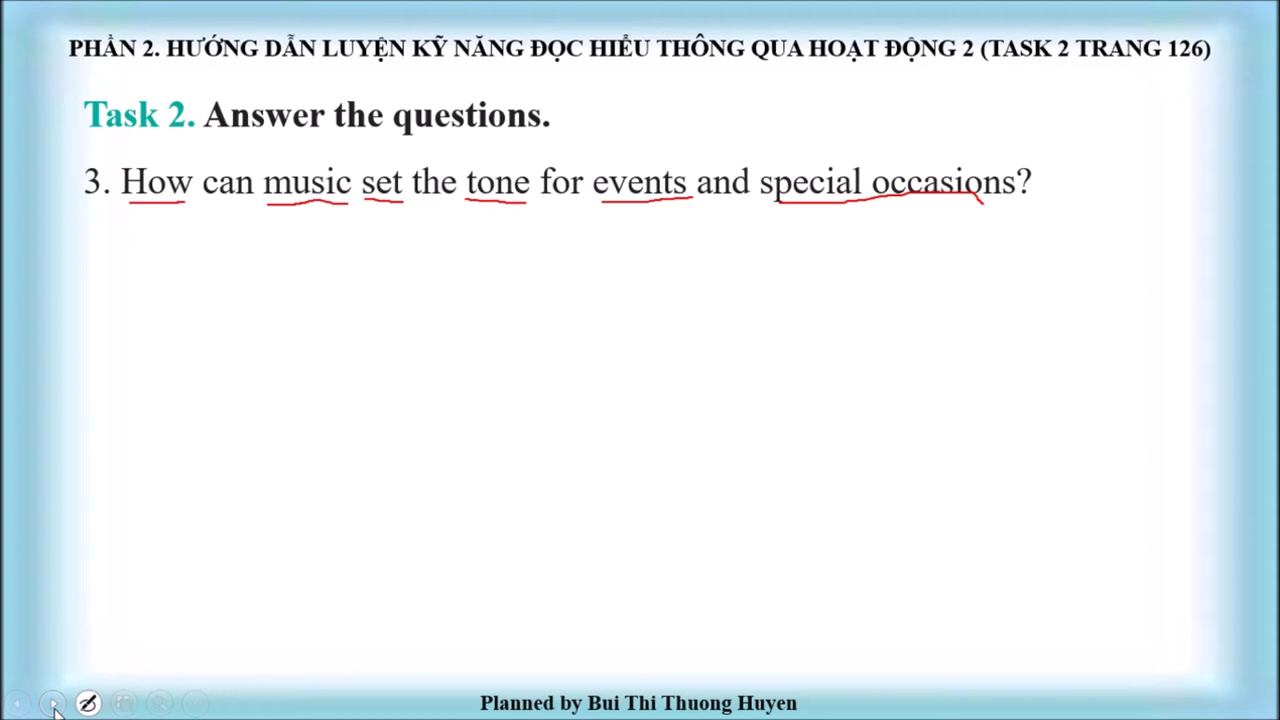 PHẦN 2. HƯỚNG DẪN LUYỆN KỸ NĂNG ĐỌC HIỂU THÔNG QUA HOẠT ĐỘNG 2 (TASK 2 TRANG 126)
Task 2. Answer the questions.
3. How can music set the tone for events and special occasions?
Planned by Bui Thi Thuong Huyen